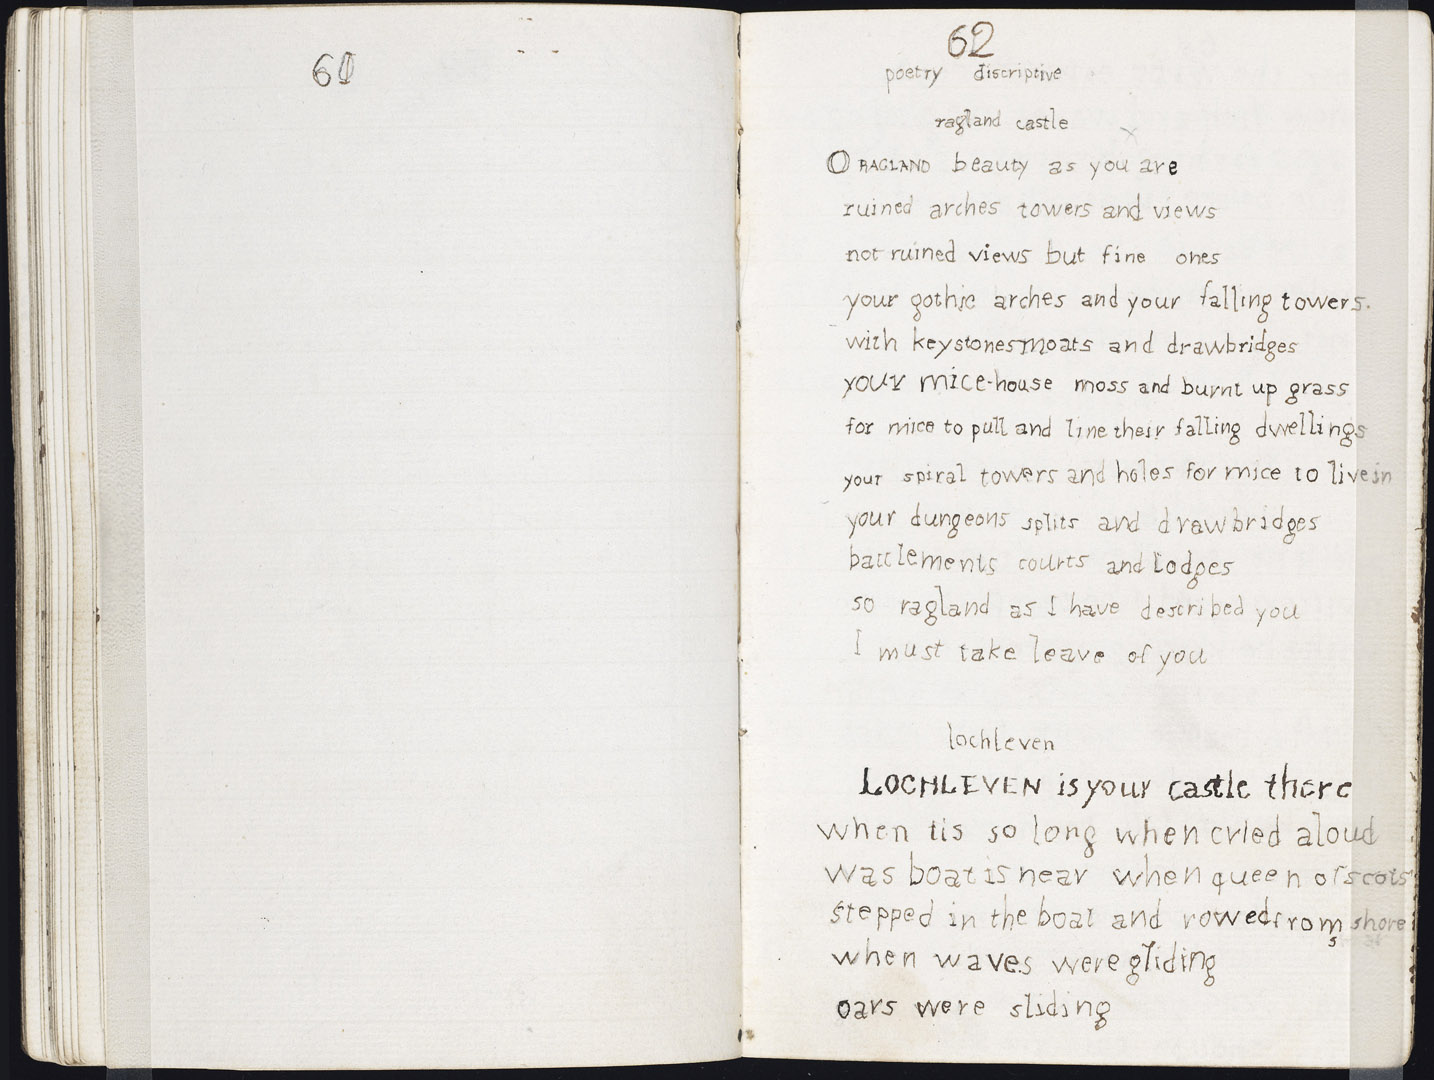 60
62
poetry discriptive
ragland castle
O RAGLAND beauty as you are
ruined arches towers and views
not ruined views but fine ones
your gothic arches and your falling towers.
with keystones moats and drawbridges
your mice-house moss and burnt up grass
for mice to pull and line their falling dwellings
your spiral towers and holes for mice to live in
your dungeons splits and drawbridges
battlements courts and lodges
so ragland as I have described you
I must take leave of you
lochleven
LOCHLEVEN is your castle there
when tis so long when cried aloud
was boat is near when queen of scots
stepped in the boat and rowed from shore
when waves were gliding
oars were sliding